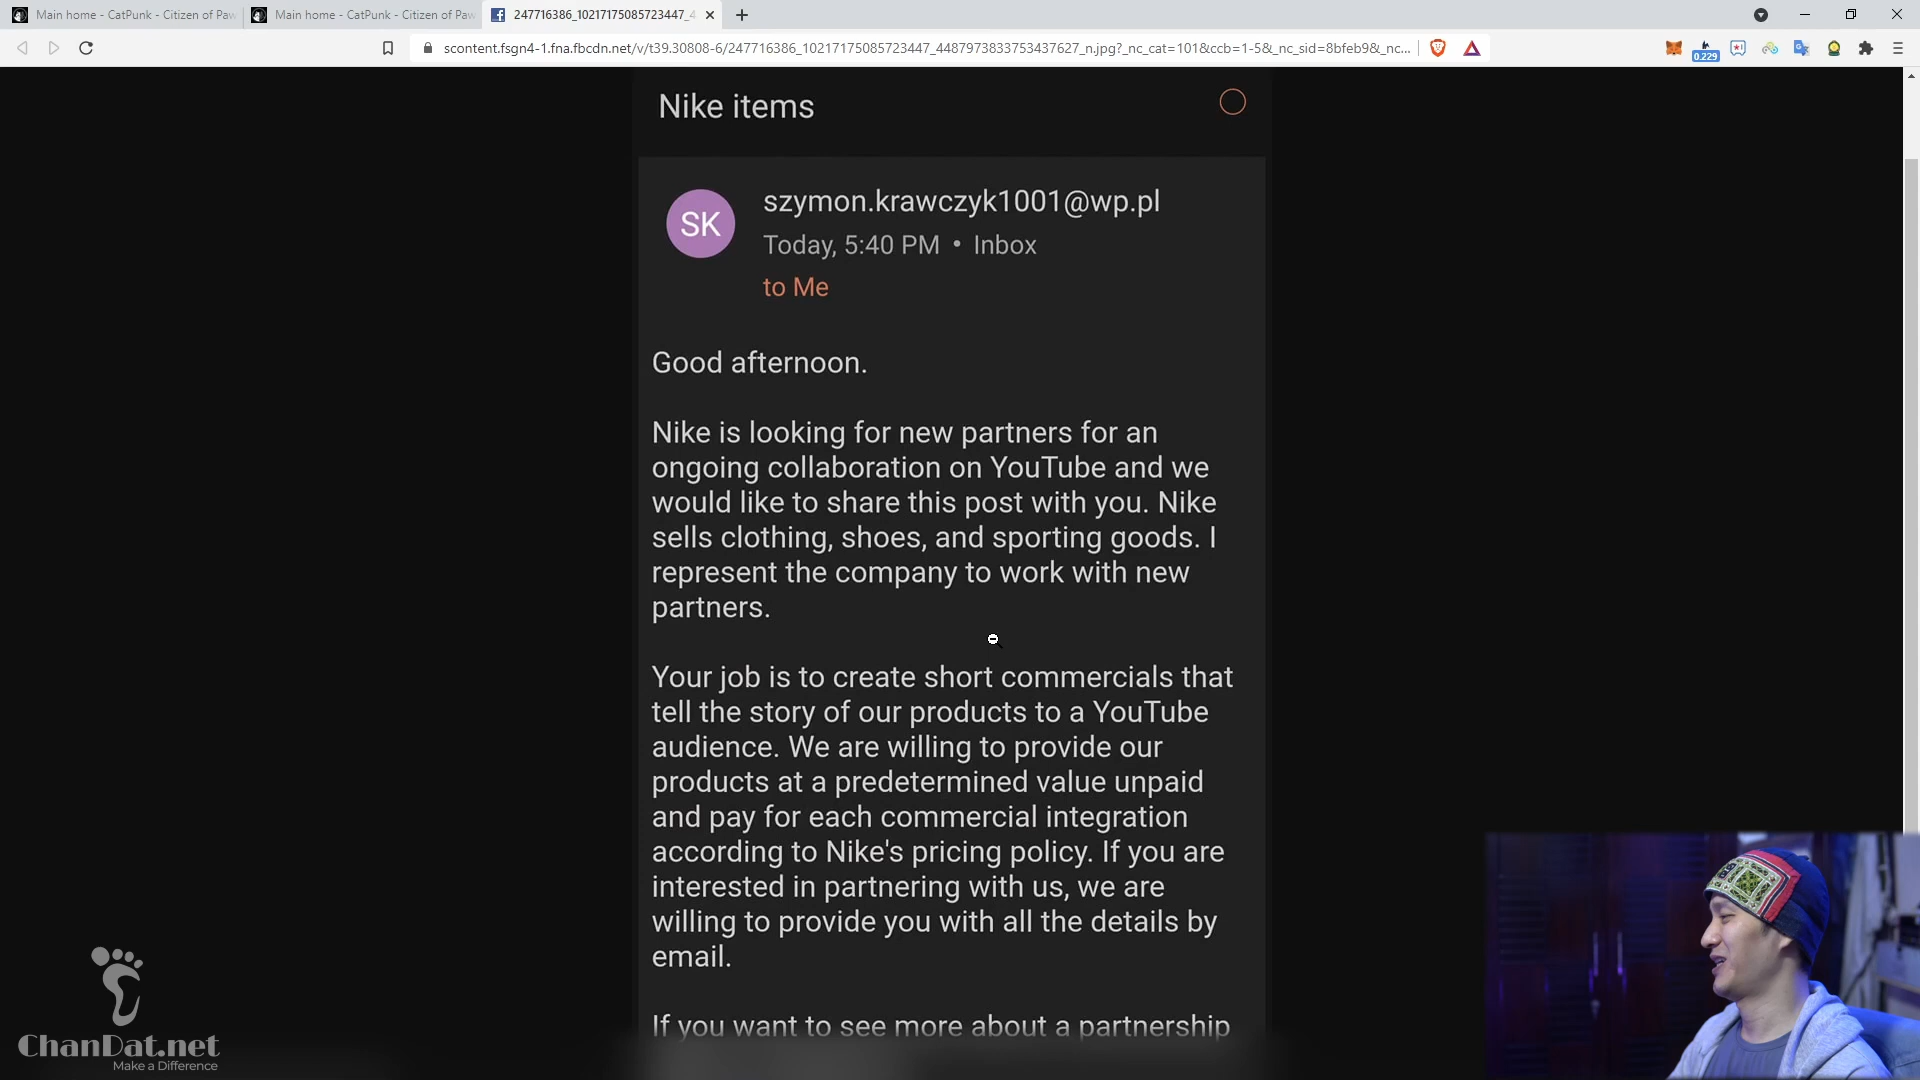 Main home - CatPunk - Citizen of Paw
Main home - CatPunk - Citizen of Paw
247716386_10217175085723447_4
scontent.fsgn4-1.fna.fbcdn.net/v/t39.30808-6/247716386_10217175085723447_4487973833753437627_n.jpg?_nc_cat=101&ccb=1-5&_nc_sid=8bfeb9&_nc...
0.229
Nike items
SK
szymon.krawczyk1001@wp.pl
Today, 5:40 PM • Inbox
to Me
Good afternoon.
Nike is looking for new partners for an
ongoing collaboration on YouTube and we
would like to share this post with you. Nike
sells clothing, shoes, and sporting goods. I
represent the company to work with new
partners.
Your job is to create short commercials that
tell the story of our products to a YouTube
audience. We are willing to provide our
products at a predetermined value unpaid
and pay for each commercial integration
according to Nike's pricing policy. If you are
interested in partnering with us, we are
willing to provide you with all the details by
email.
If you want to see more about a partnership
ChanDat.net
Make a Difference